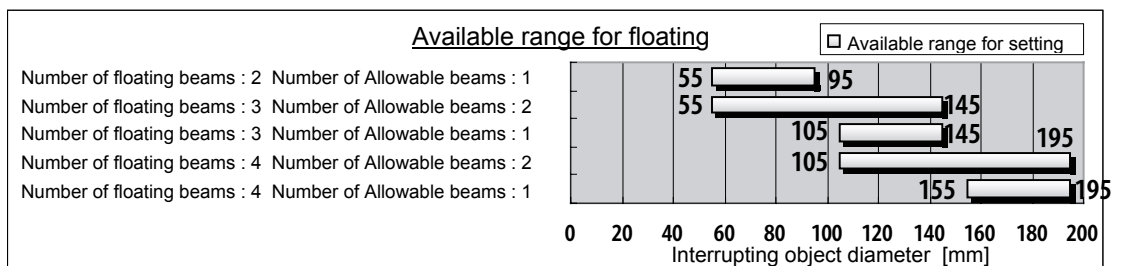 Available range for floating
Available range for setting
Number of floating beams : 2 Number of Allowable beams : 1
55 95
Number of floating beams : 3 Number of Allowable beams : 2
55 145
Number of floating beams : 3 Number of Allowable beams : 1
105 145
Number of floating beams : 4 Number of Allowable beams : 2
105 195
Number of floating beams : 4 Number of Allowable beams : 1
155 195
0 20 40 60 80 100 120 140 160 180 200
Interrupting object diameter [mm]